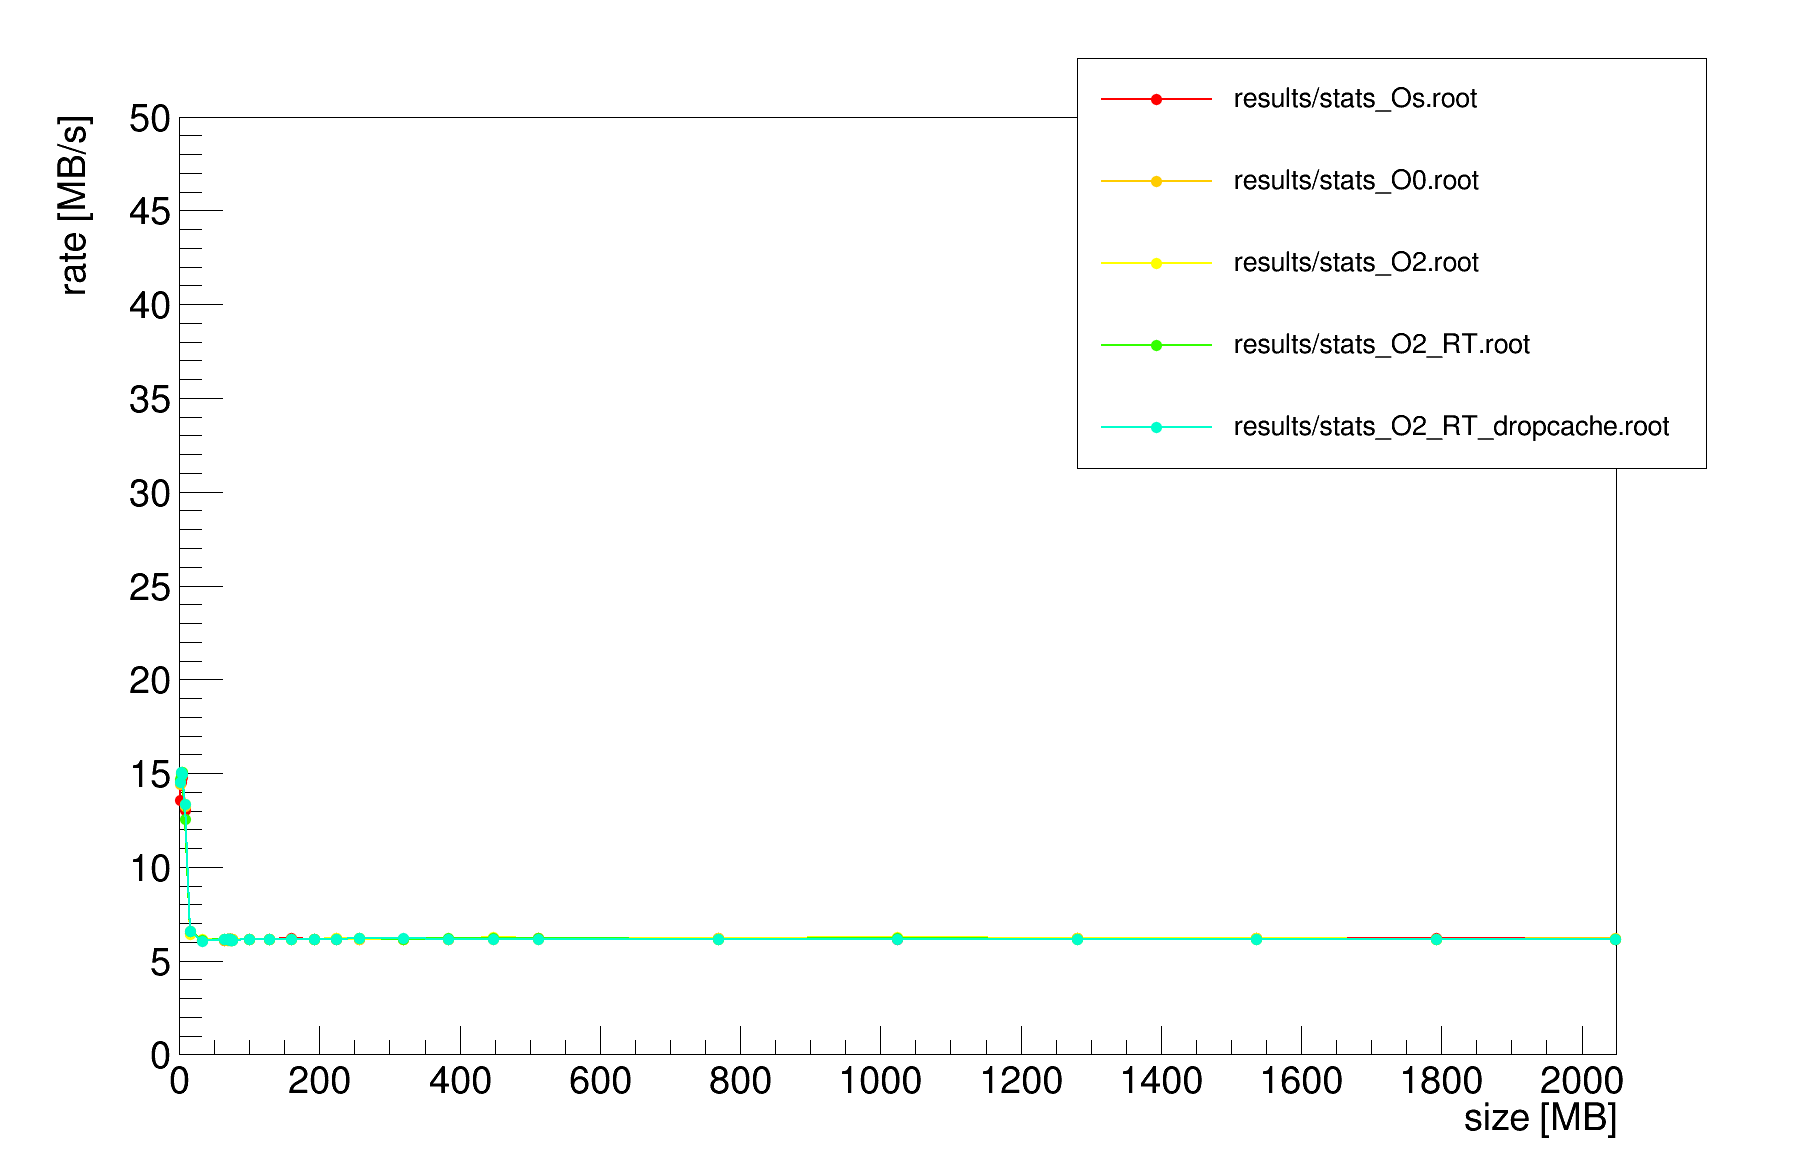 results/stats_Os.root
results/stats_O0.root
results/stats_O2.root
results/stats_O2_RT.root
results/stats_O2_RT_dropcache.root
rate [MB/s]
50
45
40
35
30
25
20
15
10
5
0
0 200 400 600 800 1000 1200 1400 1600 1800 2000
size [MB]